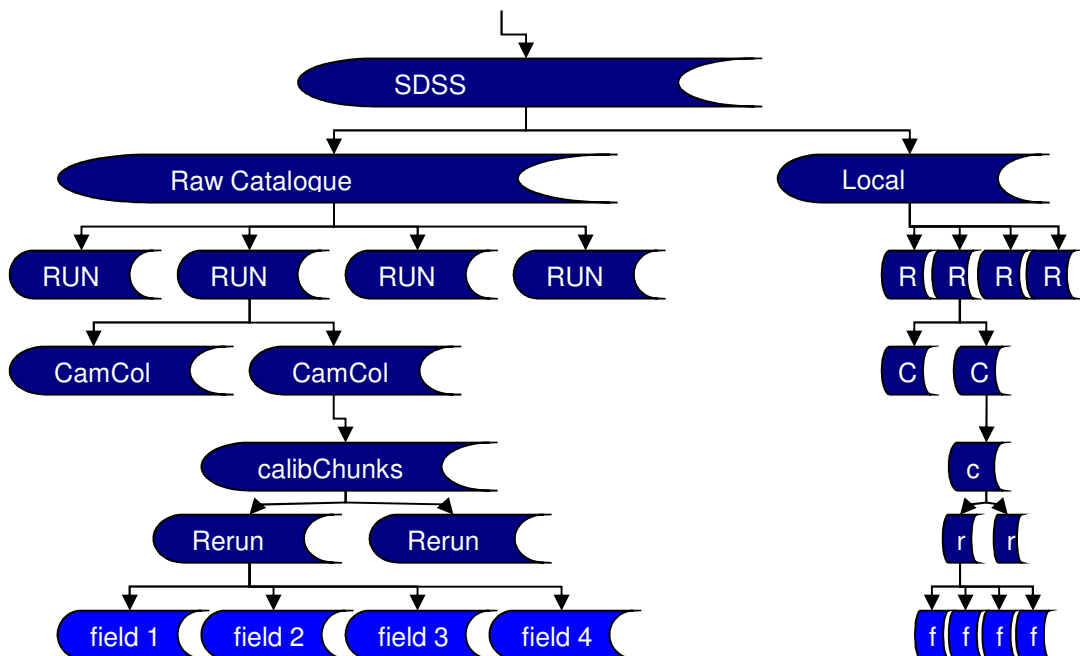 SDSS
Raw Catalogue
Local
RUN RUN RUN RUN
R R R R
CamCol CamCol
C C
calibChunks
c
Rerun Rerun
r r
field 1 field 2 field 3 field 4
f f f f